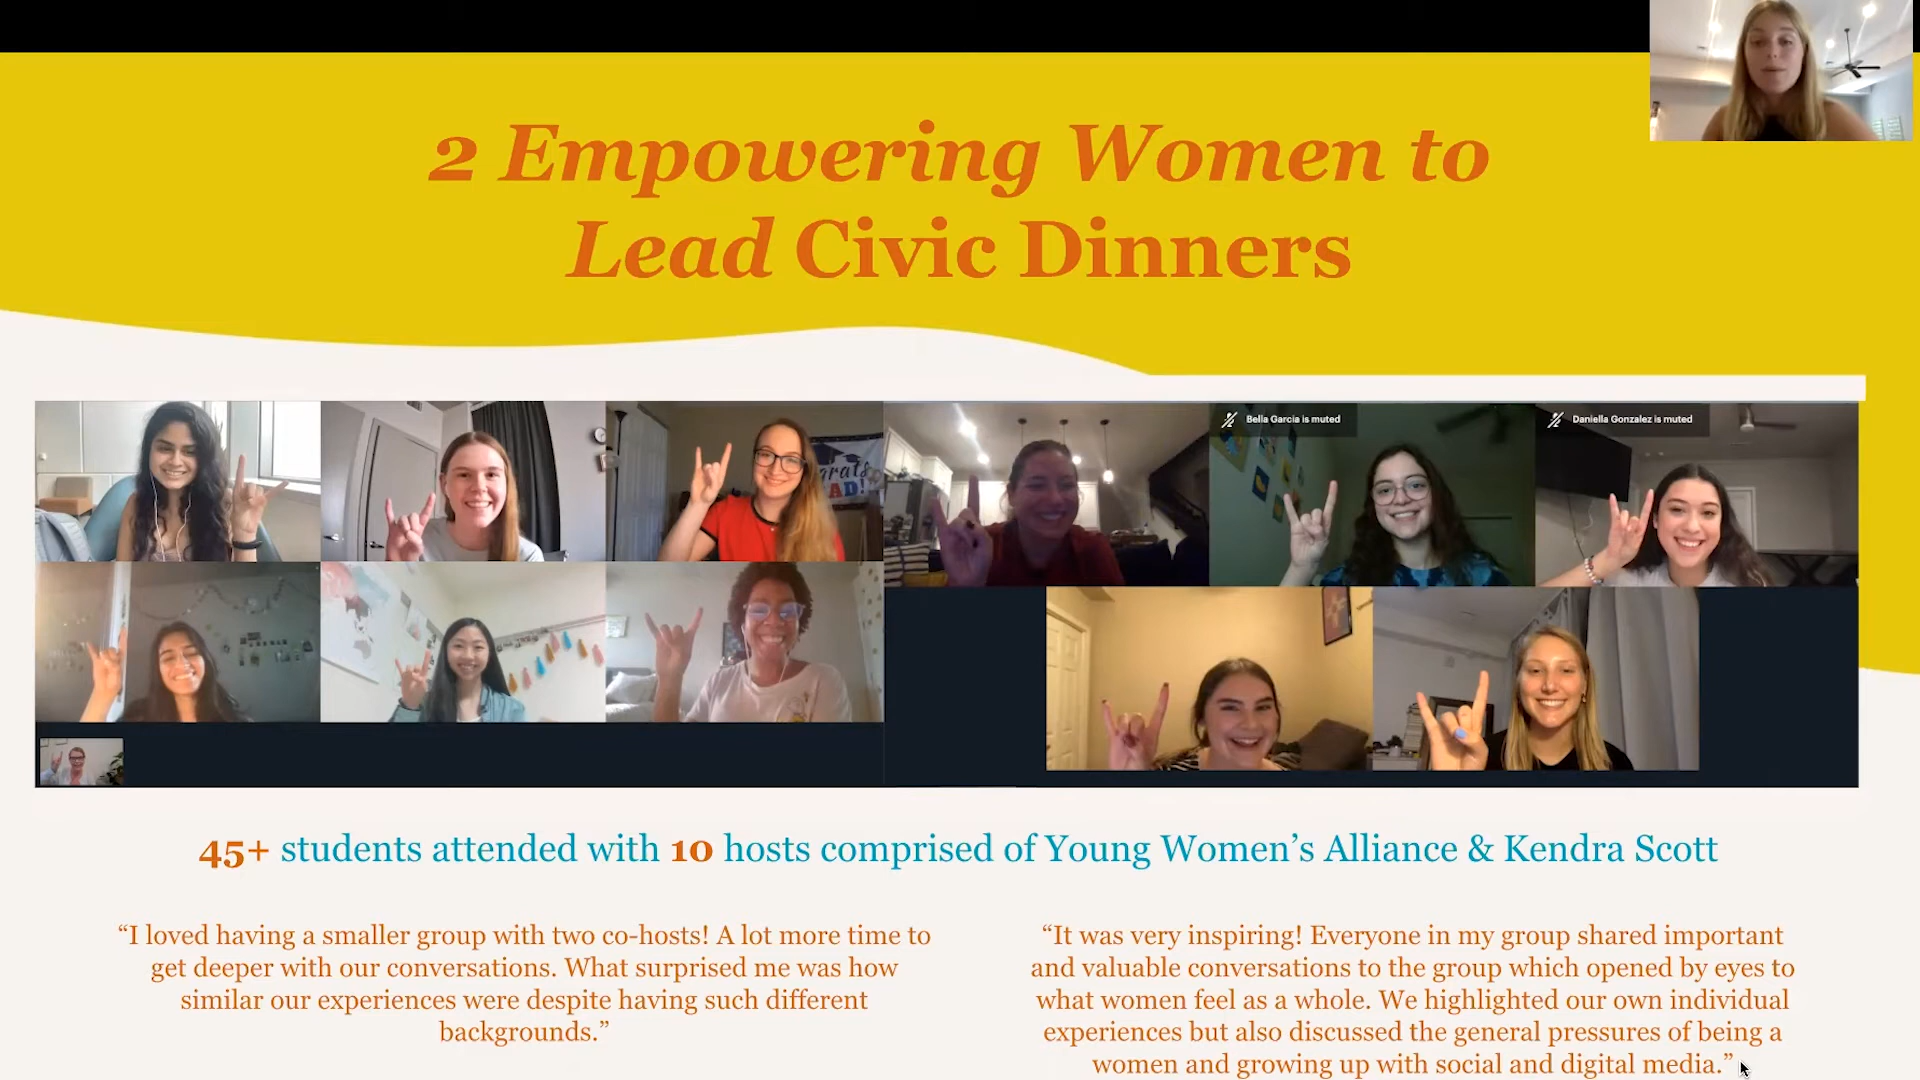 2 Empowering Women to
Lead Civic Dinners
grats
AD!
Bella Garcia is muted
Daniella Gonzalez is muted
45+ students attended with 10 hosts comprised of Young Women’s Alliance & Kendra Scott
“I loved having a smaller group with two co-hosts! A lot more time to
get deeper with our conversations. What surprised me was how
similar our experiences were despite having such different
backgrounds.”
“It was very inspiring! Everyone in my group shared important
and valuable conversations to the group which opened by eyes to
what women feel as a whole. We highlighted our own individual
experiences but also discussed the general pressures of being a
women and growing up with social and digital media.”